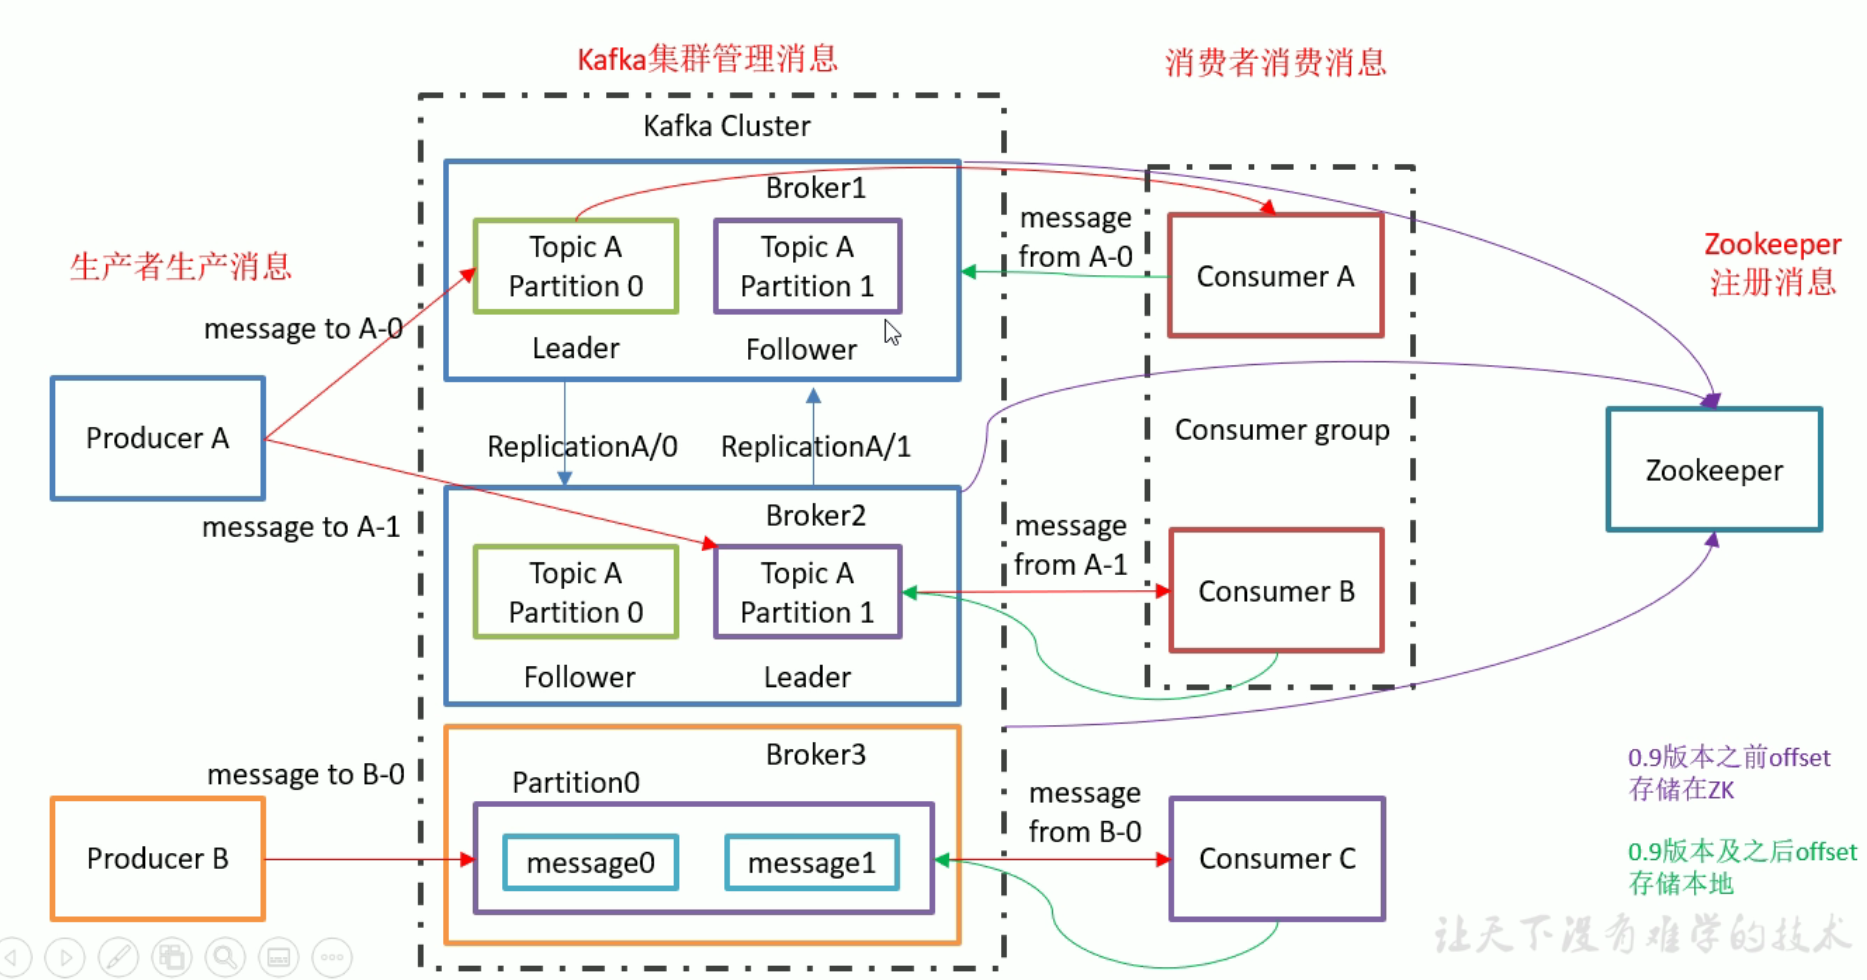 Kafka集群管理消息
消费者消费消息
Kafka Cluster
Broker1
Topic A
Partition 0
Topic A
Partition 1
Leader
Follower
message
from A-0
Consumer A
Zookeeper
注册消息
生产者生产消息
message to A-0
Producer A
message to A-1
ReplicationA/0
ReplicationA/1
Consumer group
Zookeeper
Broker2
Topic A
Partition 0
Topic A
Partition 1
Follower
Leader
message
from A-1
Consumer B
Broker3
Partition0
message0
message1
message to B-0
Producer B
message
from B-0
Consumer C
0.9版本之前offset
存储在ZK
0.9版本及之后offset
存储本地
让天下没有难学的技术